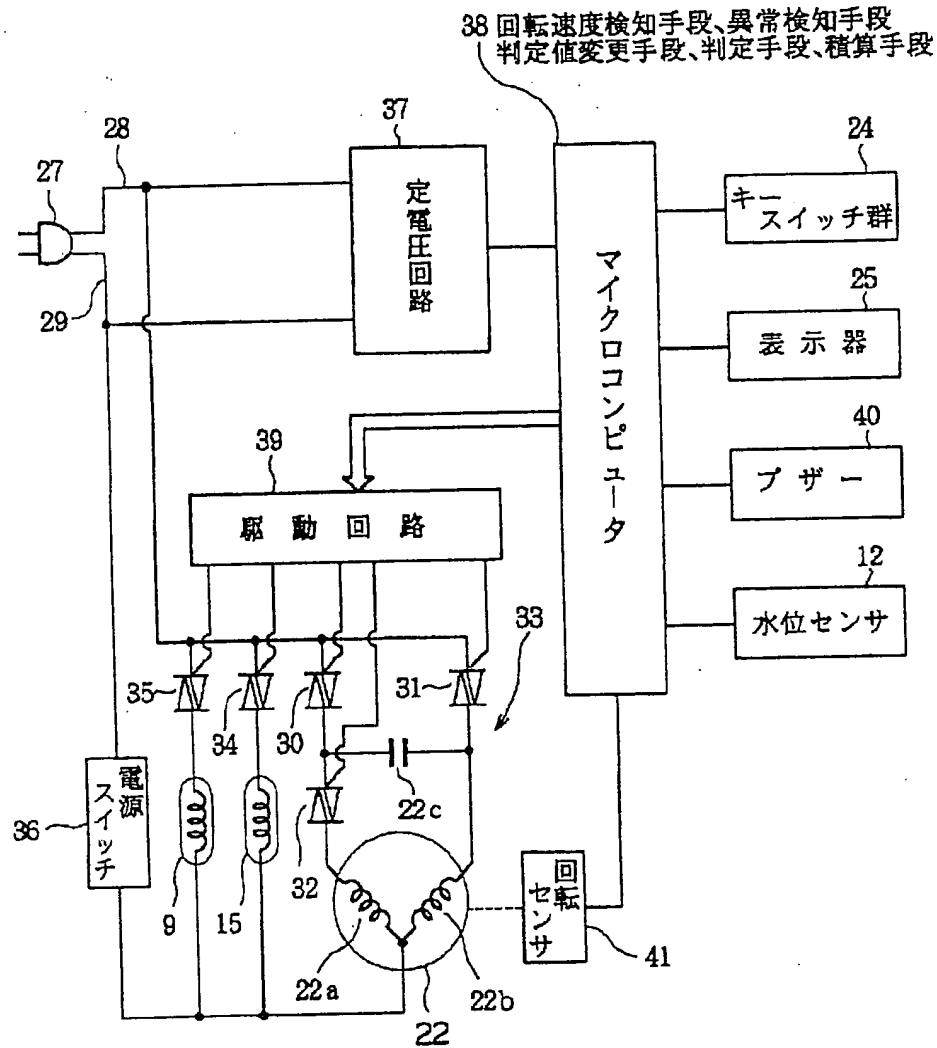 38 回転速度検知手段、異常検知手段
判定値変更手段、判定手段、積算手段
37
28
27
24
定電圧回路
キー
スイッチ群
29
マイクロコンピュータ
25
表示器
40
ブザー
39
駆動回路
12
水位センサ
33
35
34
30
31
電源
スイッチ
36
22c
32
9
15
回転
センサ
41
22a
22b
22